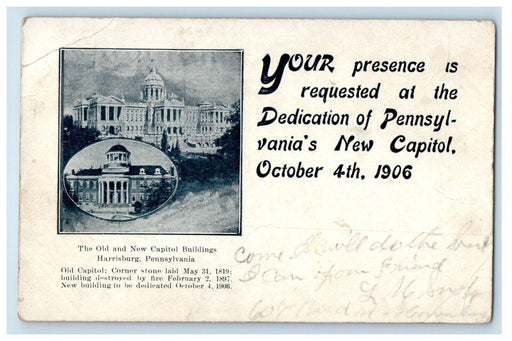 YOUR presence is
requested at the
Dedication of Pennsyl-
vania's New Capitol,
October 4th, 1906
The Old and New Capitol Buildings
Harrisburg, Pennsylvania
Old Capitol: Corner stone laid May 31, 1819;
building destroyed by fire February 2, 1897.
New building to be dedicated October 4, 1906.
come I will do the best
I can your Friend